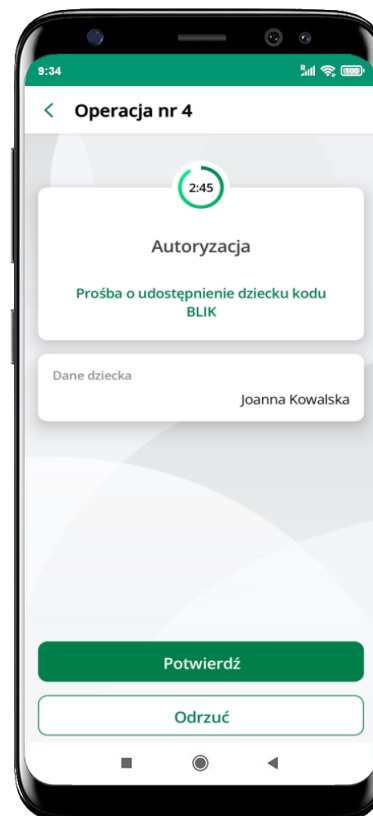 9:34
Operacja nr 4
2:45
Autoryzacja
Prośba o udostępnienie dziecku kodu
BLIK
Dane dziecka
Joanna Kowalska
Potwierdź
Odrzuć